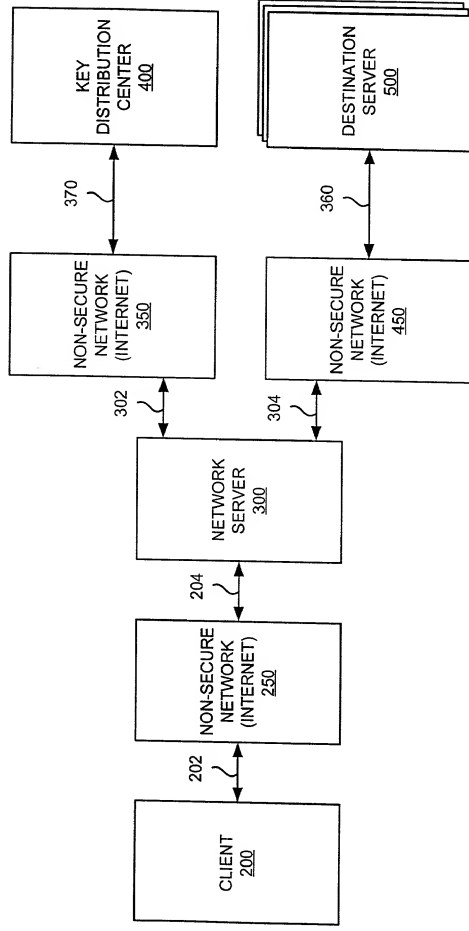 CLIENT
200
202
NON-SECURE
NETWORK
(INTERNET)
250
204
NETWORK
SERVER
300
302
304
NON-SECURE
NETWORK
(INTERNET)
350
NON-SECURE
NETWORK
(INTERNET)
450
370
360
KEY
DISTRIBUTION
CENTER
400
DESTINATION
SERVER
500